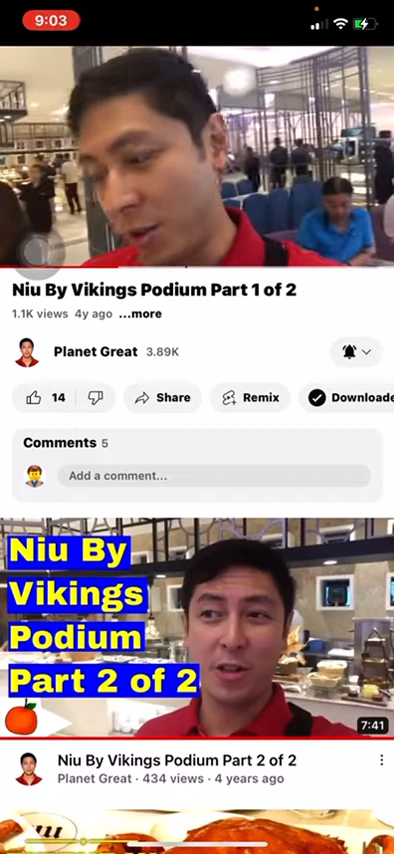 9:03
Niu By Vikings Podium Part 1 of 2
1.1K views 4y ago ...more
Planet Great 3.89K
14 Share Remix Downloade
Comments 5
Add a comment...
Niu By
Vikings
Podium
Part 2 of 2
7:41
Niu By Vikings Podium Part 2 of 2
Planet Great · 434 views · 4 years ago